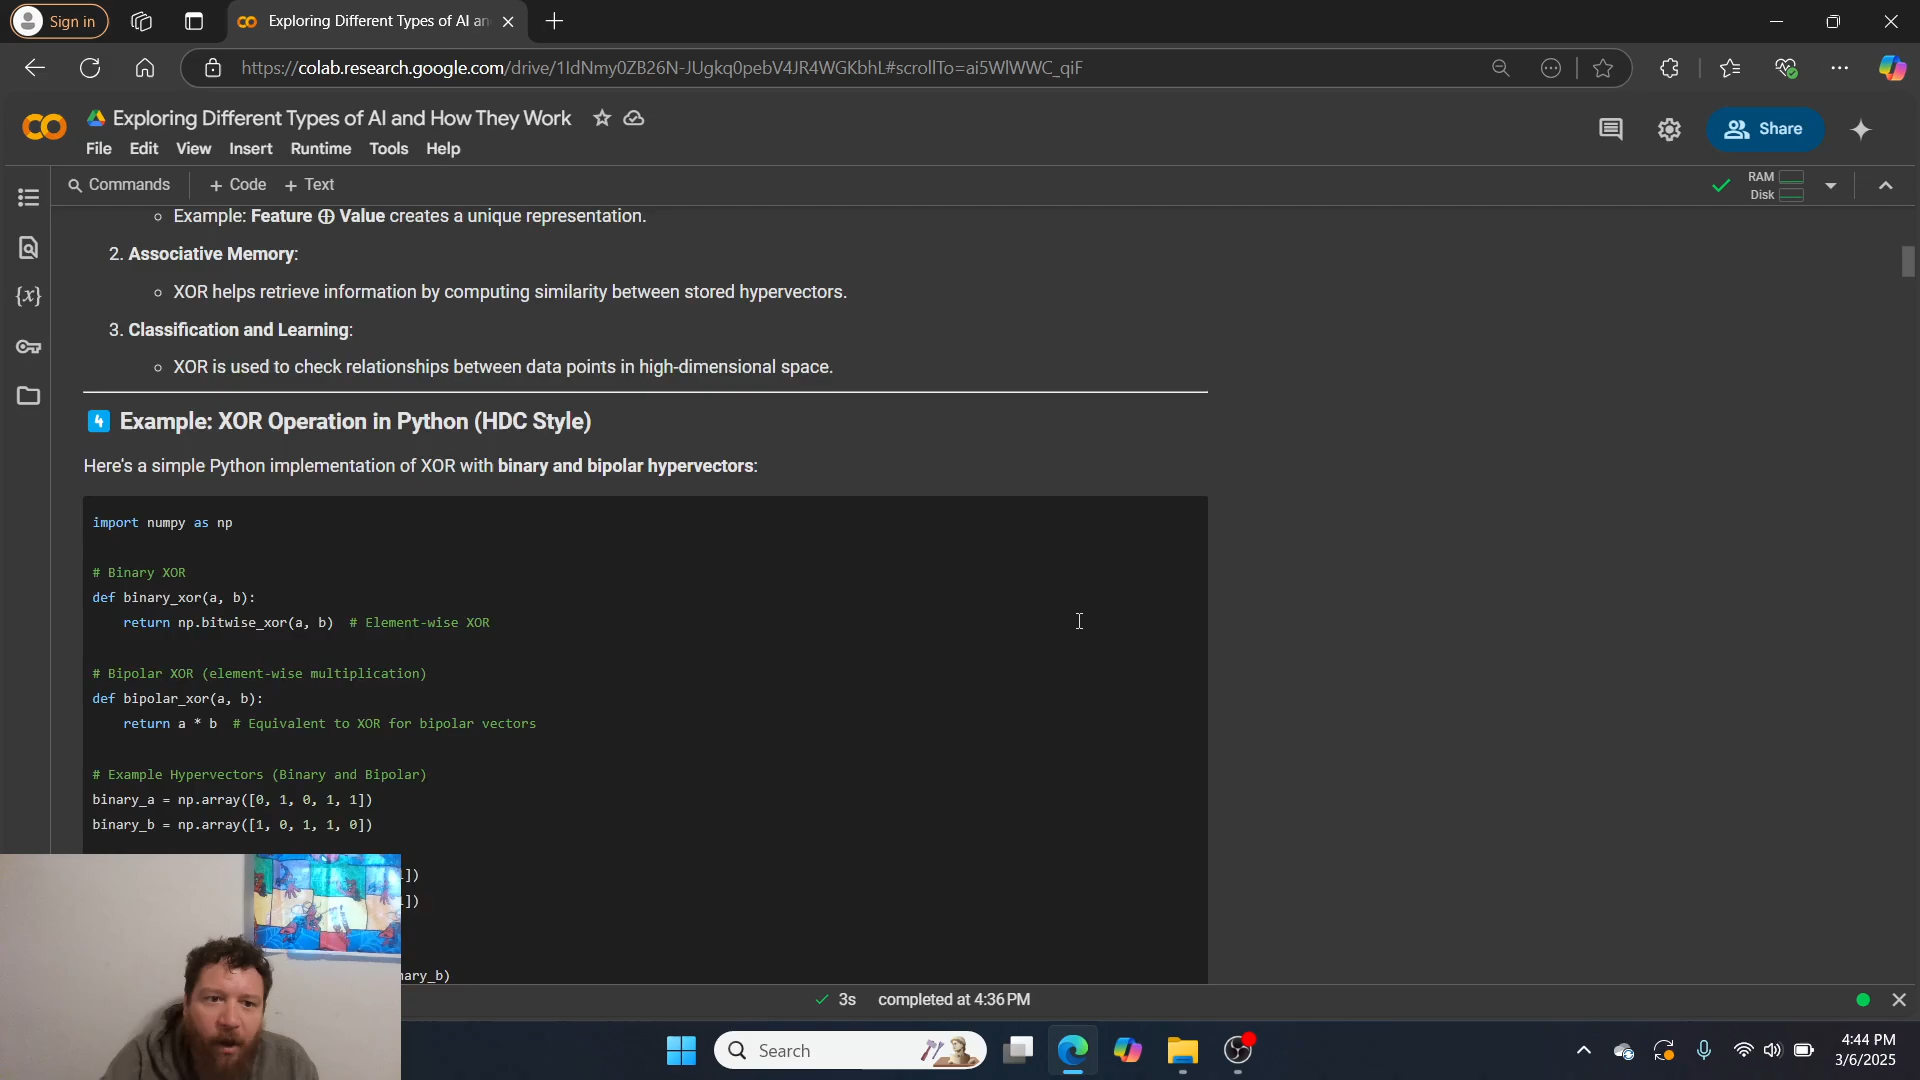 Sign in
Exploring Different Types of AI an
https://colab.research.google.com/drive/1IdNmy0ZB26N-JUgkq0pebV4JR4WGKbhL#scrollTo=ai5WlWWC_qiF
Exploring Different Types of AI and How They Work
File Edit View Insert Runtime Tools Help
Share
Commands + Code + Text
RAM
Disk
Example: Feature ⊕ Value creates a unique representation.
2. Associative Memory:
XOR helps retrieve information by computing similarity between stored hypervectors.
3. Classification and Learning:
XOR is used to check relationships between data points in high-dimensional space.
4 Example: XOR Operation in Python (HDC Style)
Here's a simple Python implementation of XOR with binary and bipolar hypervectors:
import numpy as np
# Binary XOR
def binary_xor(a, b):
return np.bitwise_xor(a, b) # Element-wise XOR
# Bipolar XOR (element-wise multiplication)
def bipolar_xor(a, b):
return a * b # Equivalent to XOR for bipolar vectors
# Example Hypervectors (Binary and Bipolar)
binary_a = np.array([0, 1, 0, 1, 1])
binary_b = np.array([1, 0, 1, 1, 0])
])
])
ary_b)
3s completed at 4:36 PM
Search
4:44 PM
3/6/2025